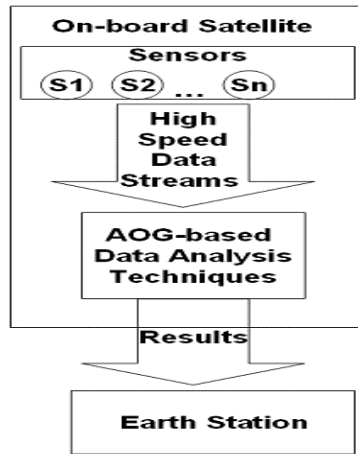 On-board Satellite
Sensors
S1 S2 ... Sn
High
Speed
Data
Streams
AOG-based
Data Analysis
Techniques
Results
Earth Station